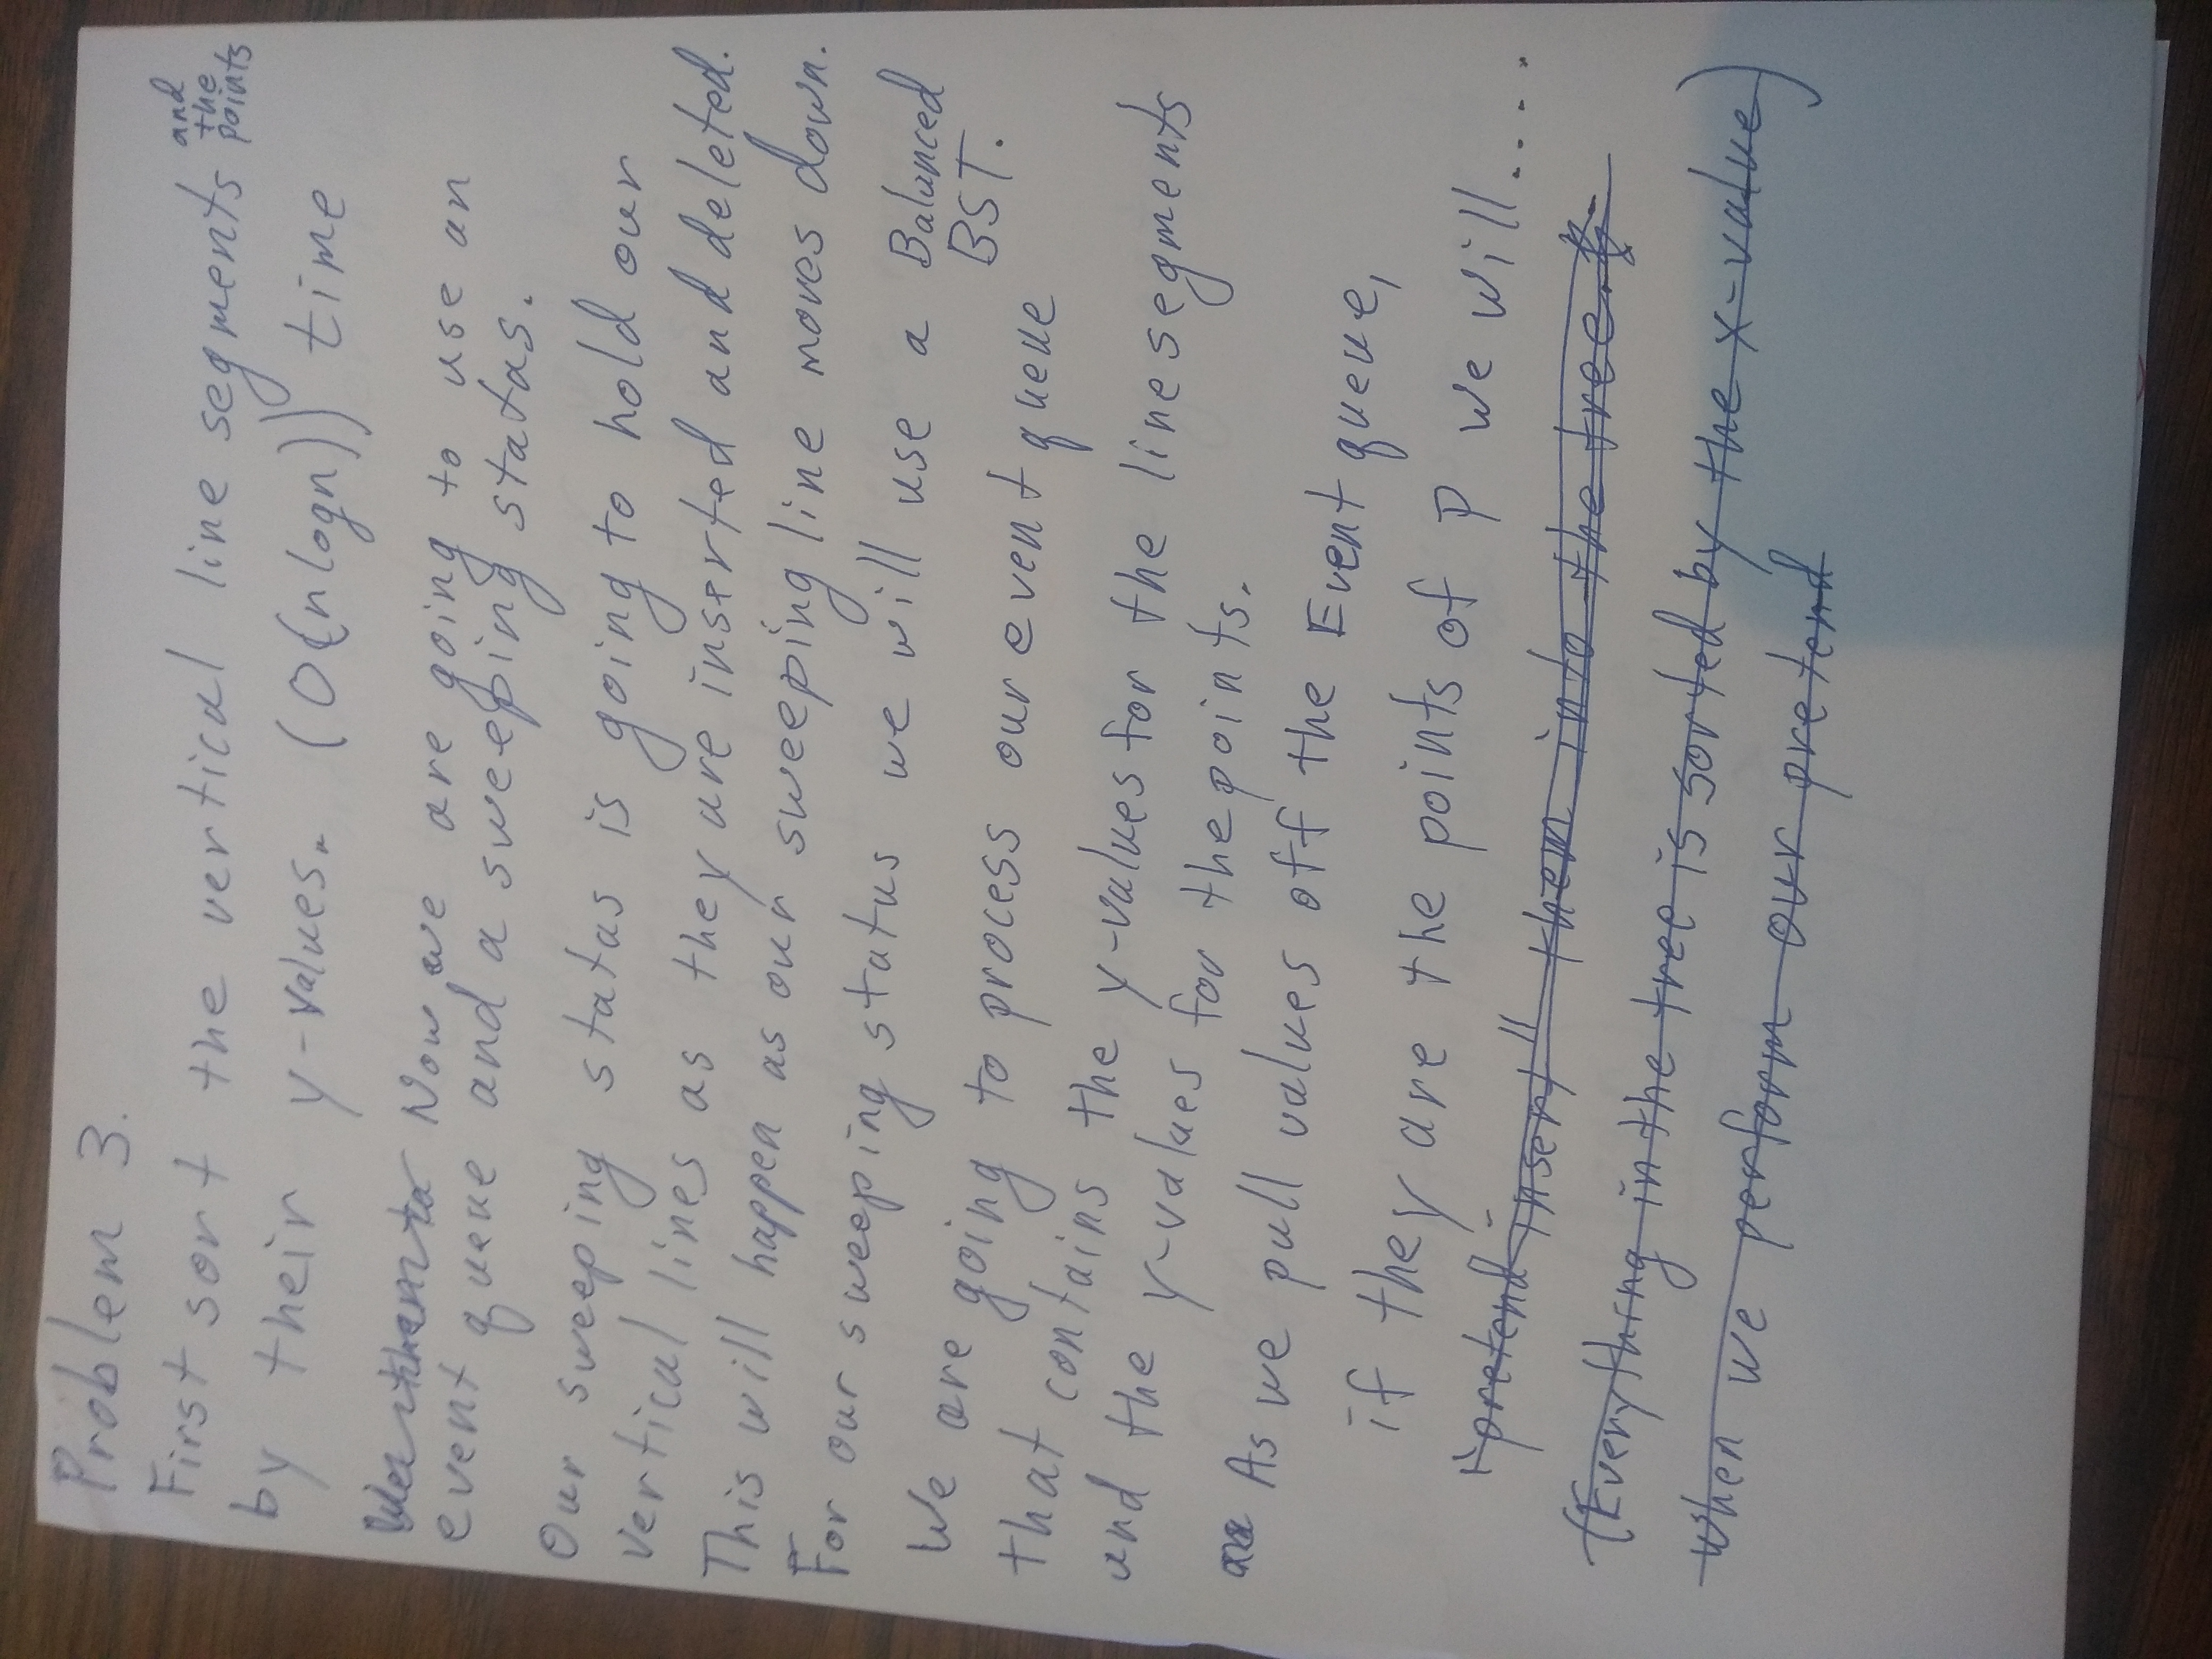 Problem 3.
First sort the vertical line segments and the points
by their y-values. (O(nlogn)) time
Now we are going to use an
event queue and a sweeping status.
Our sweeping status is going to hold our
vertical lines as they are inserted and deleted.
This will happen as our sweeping line moves down.
For our sweeping status we will use a Balanced
BST.
We are going to process our event queue
that contains the y-values for the line segments
and the y-values for the points.
As we pull values off the Event queue,
if they are the points of P we will.....
"pretend insert" them into the tree.
(Everything in the tree is sorted by the x-value)
When we perform our pretend